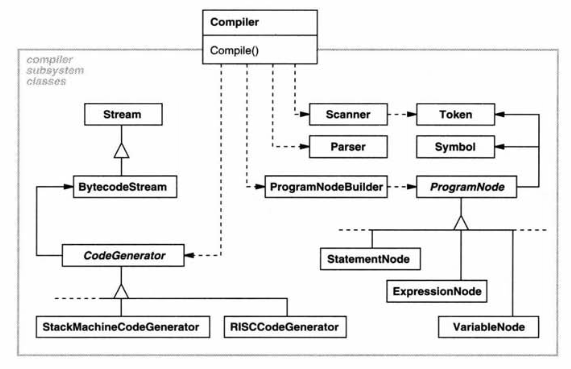 Compiler
Compile()
compiler
subsystem
classes
Stream
Scanner
Token
Parser
Symbol
BytecodeStream
ProgramNodeBuilder
ProgramNode
CodeGenerator
StatementNode
ExpressionNode
StackMachineCodeGenerator
RISCCodeGenerator
VariableNode